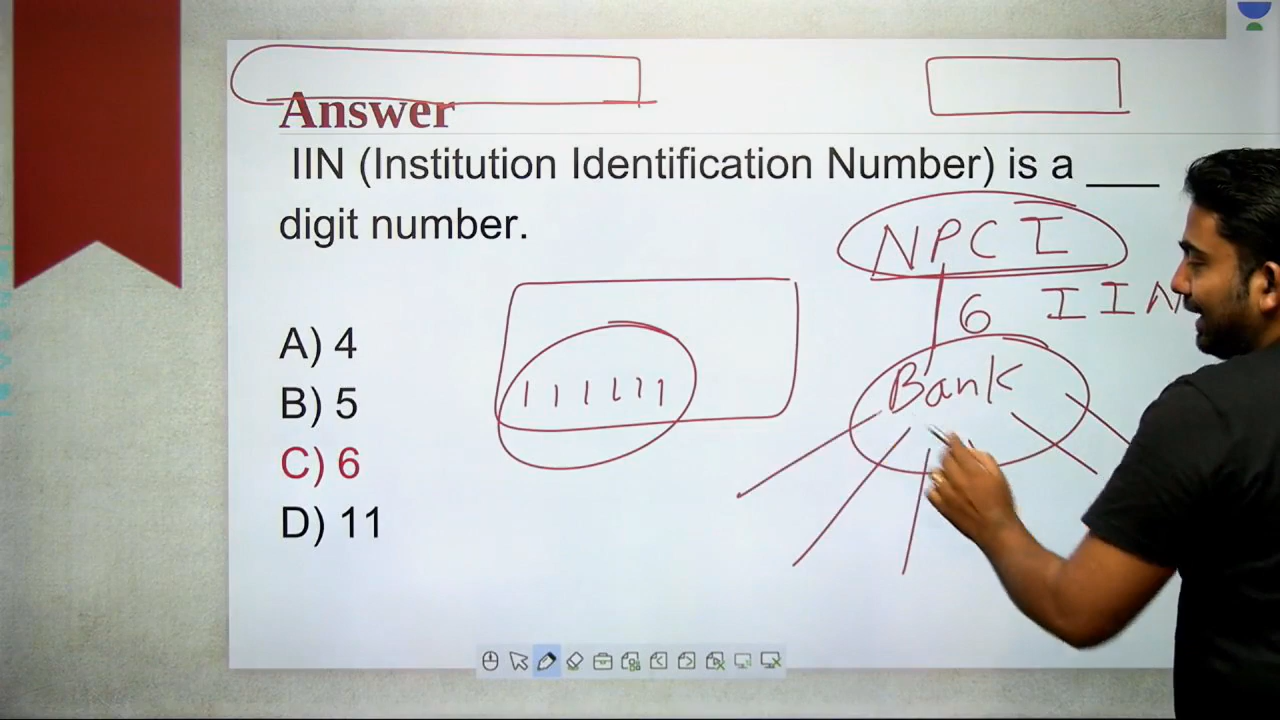 Answer
IIN (Institution Identification Number) is a ___
digit number.
NPCI
6 IIN
A) 4
Bank
B) 5
C) 6
D) 11